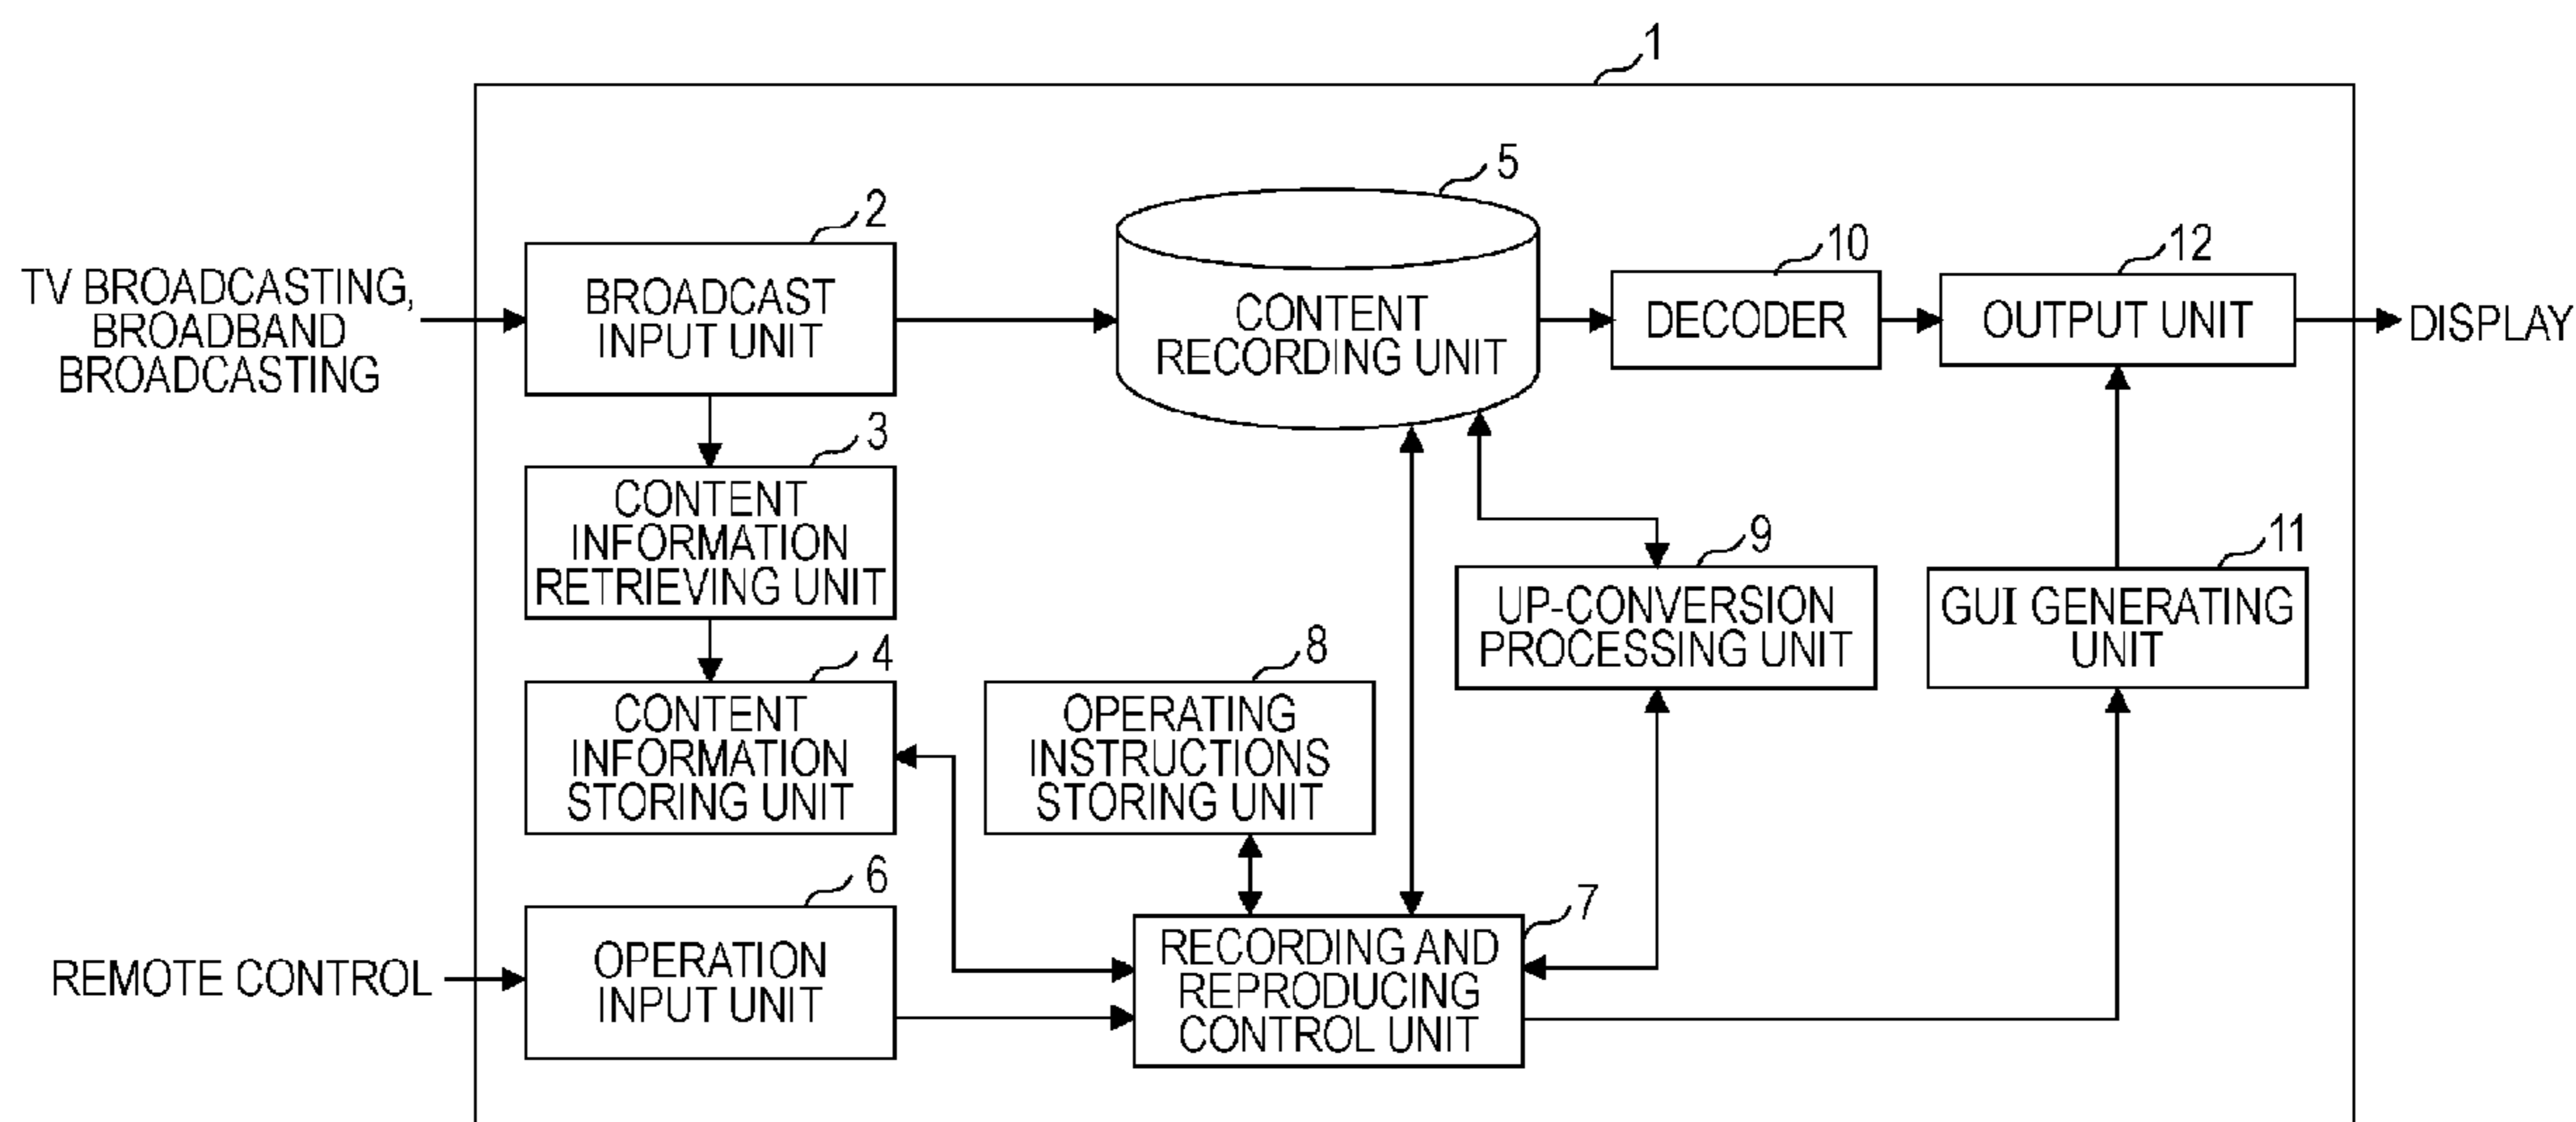 1
5
2
10
12
TV BROADCASTING,
BROADBAND
BROADCASTING
BROADCAST
INPUT UNIT
CONTENT
RECORDING UNIT
DECODER
OUTPUT UNIT
DISPLAY
3
CONTENT
INFORMATION
RETRIEVING UNIT
9
UP-CONVERSION
PROCESSING UNIT
11
GUI GENERATING
UNIT
4
CONTENT
INFORMATION
STORING UNIT
8
OPERATING
INSTRUCTIONS
STORING UNIT
6
REMOTE CONTROL
OPERATION
INPUT UNIT
7
RECORDING AND
REPRODUCING
CONTROL UNIT